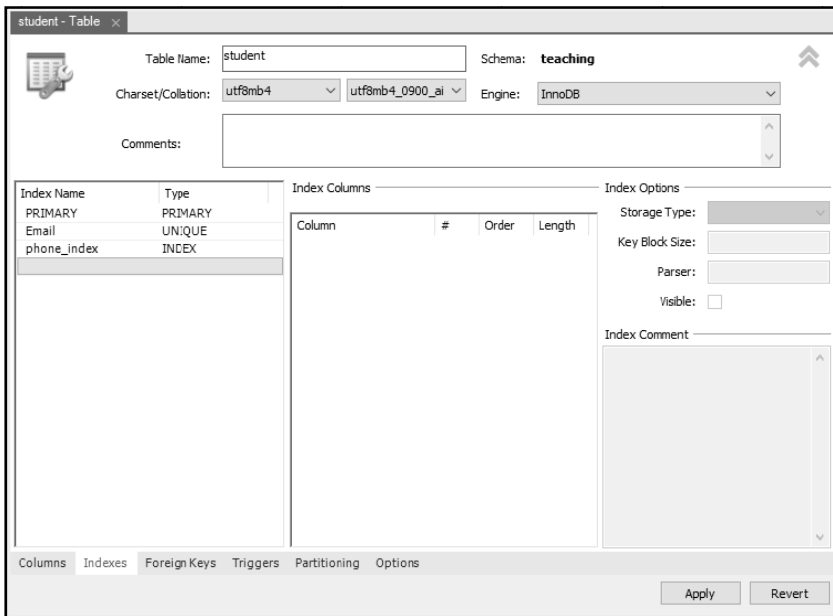 student - Table ×
Table Name: student Schema: teaching
Charset/Collation: utf8mb4 utf8mb4_0900_ai Engine: InnoDB
Comments:
Index Name Type
PRIMARY PRIMARY
Email UNIQUE
phone_index INDEX
Index Columns
Column # Order Length
Index Options
Storage Type:
Key Block Size:
Parser:
Visible:
Index Comment
Columns Indexes Foreign Keys Triggers Partitioning Options
Apply Revert